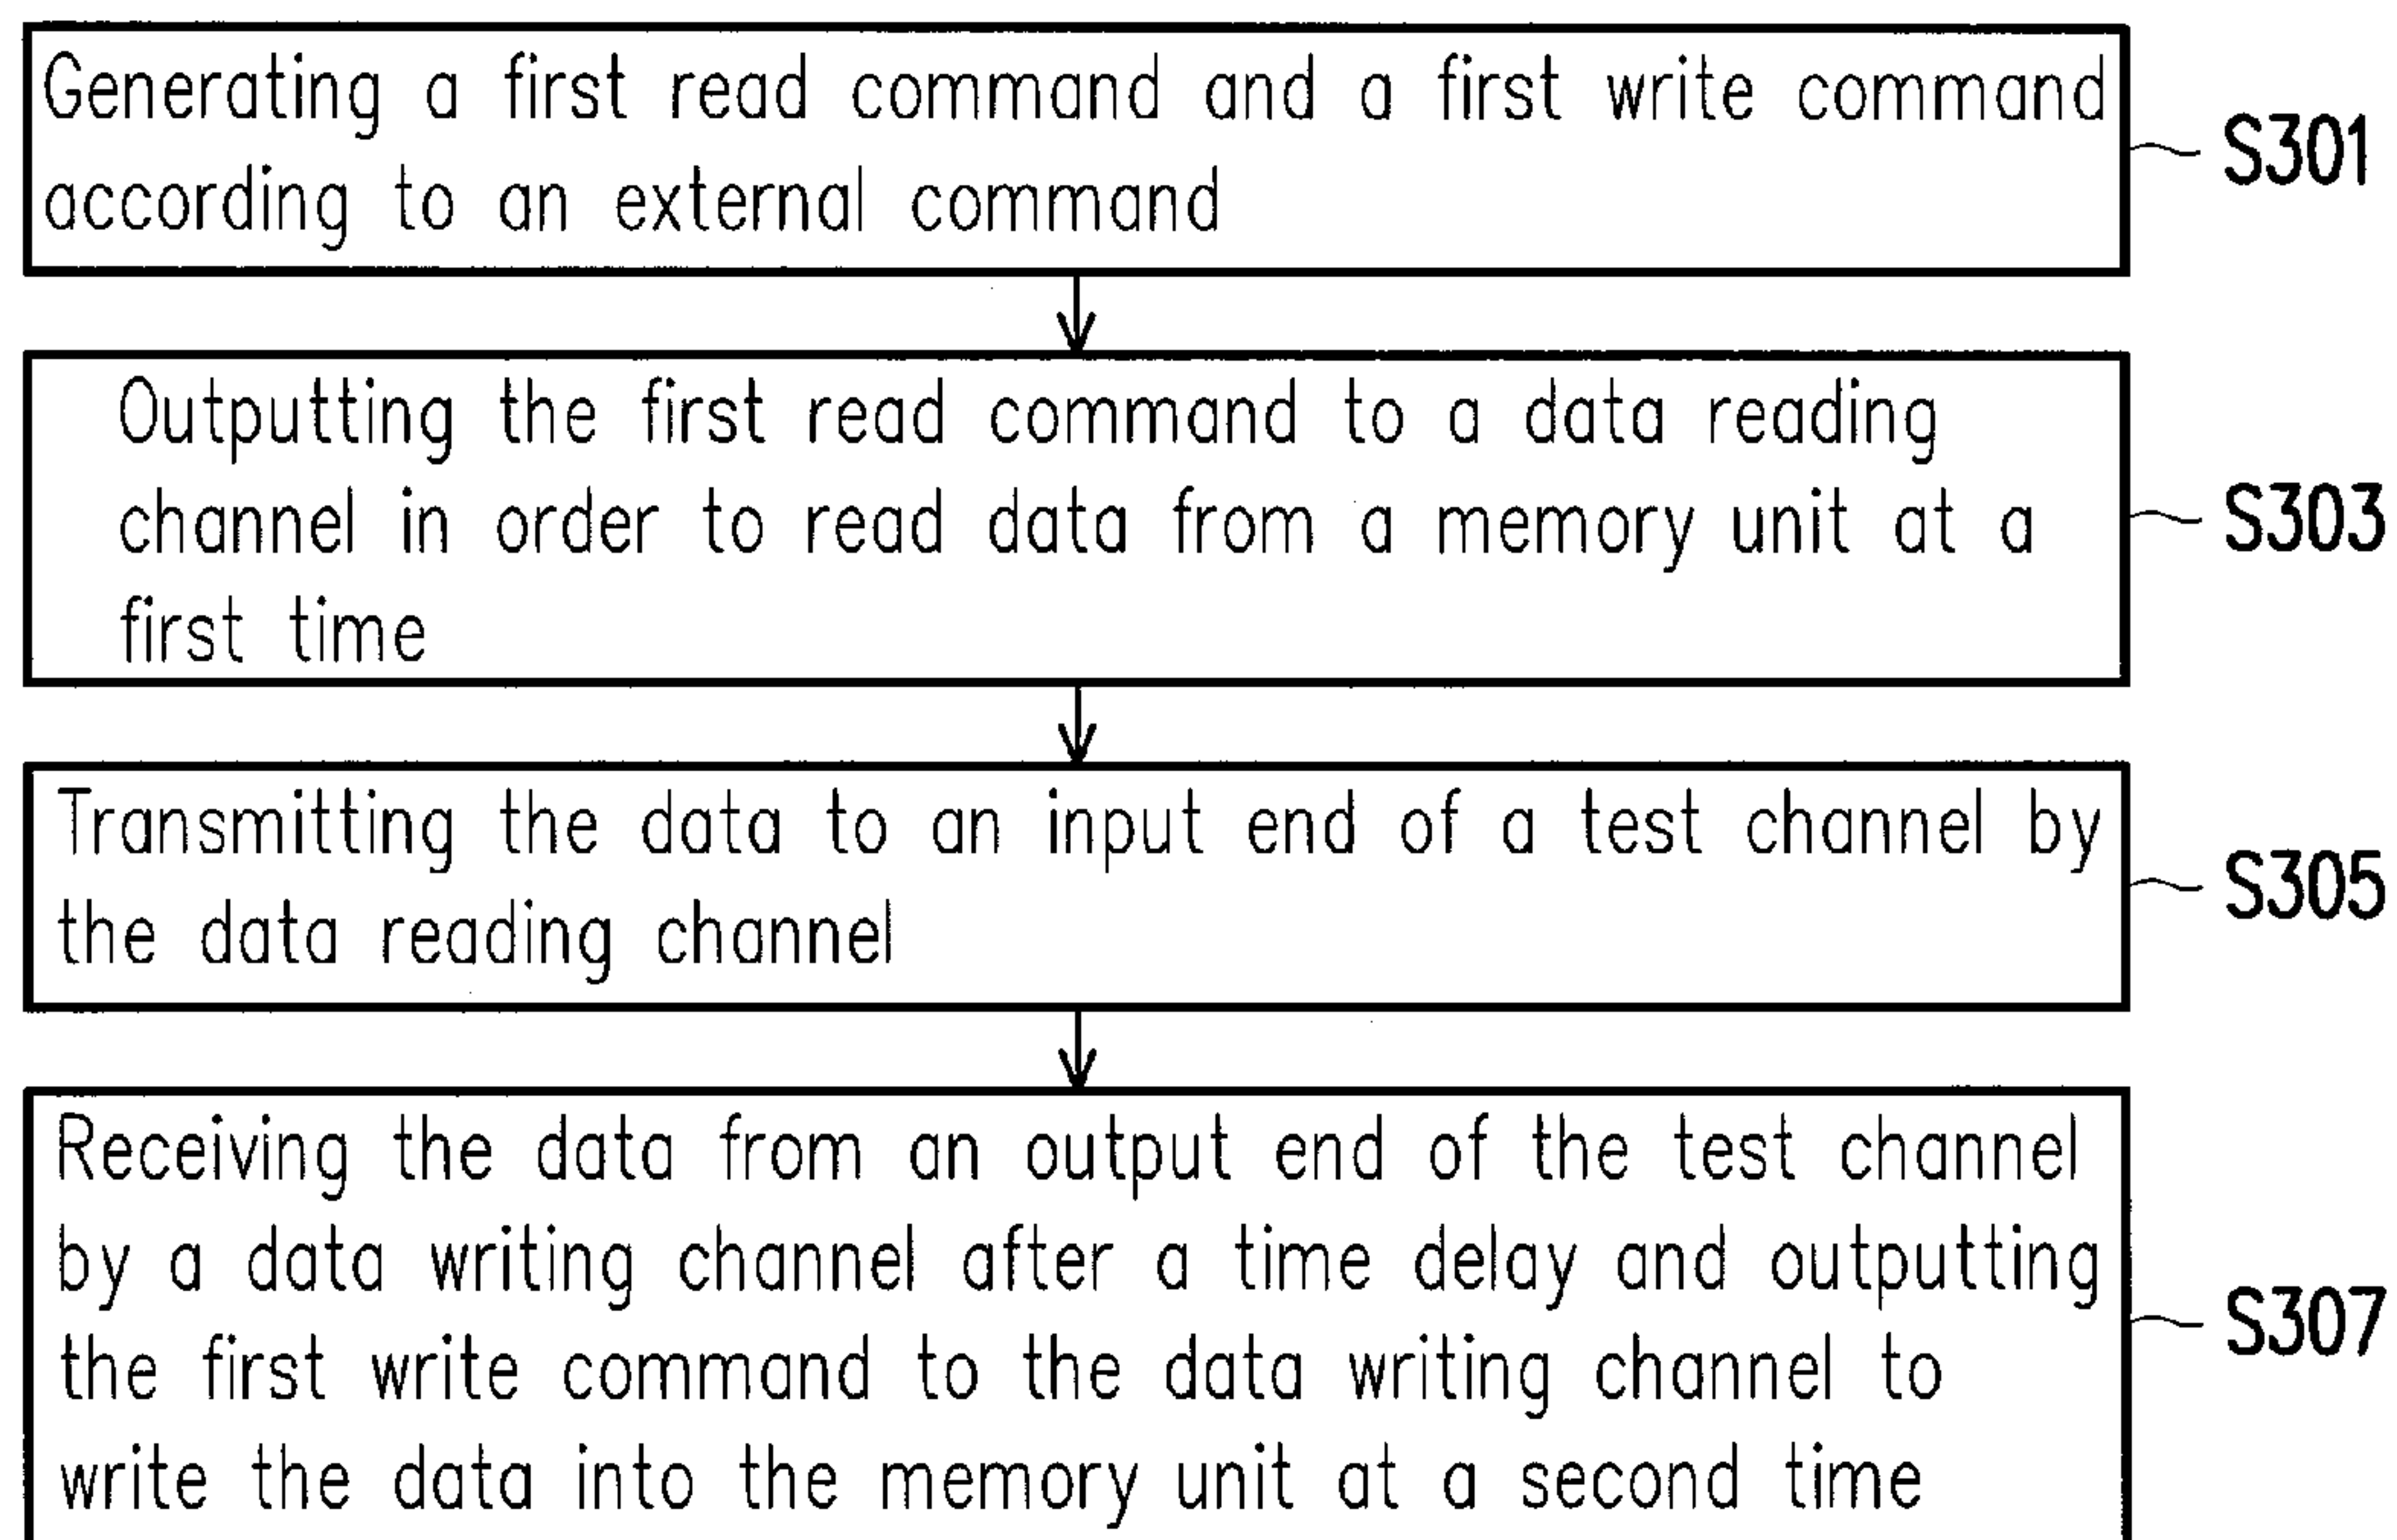 Generating a first read command and a first write command
according to an external command
S301
Outputting the first read command to a data reading
channel in order to read data from a memory unit at a
first time
S303
Transmitting the data to an input end of a test channel by
the data reading channel
S305
Receiving the data from an output end of the test channel
by a data writing channel after a time delay and outputting
the first write command to the data writing channel to
write the data into the memory unit at a second time
S307